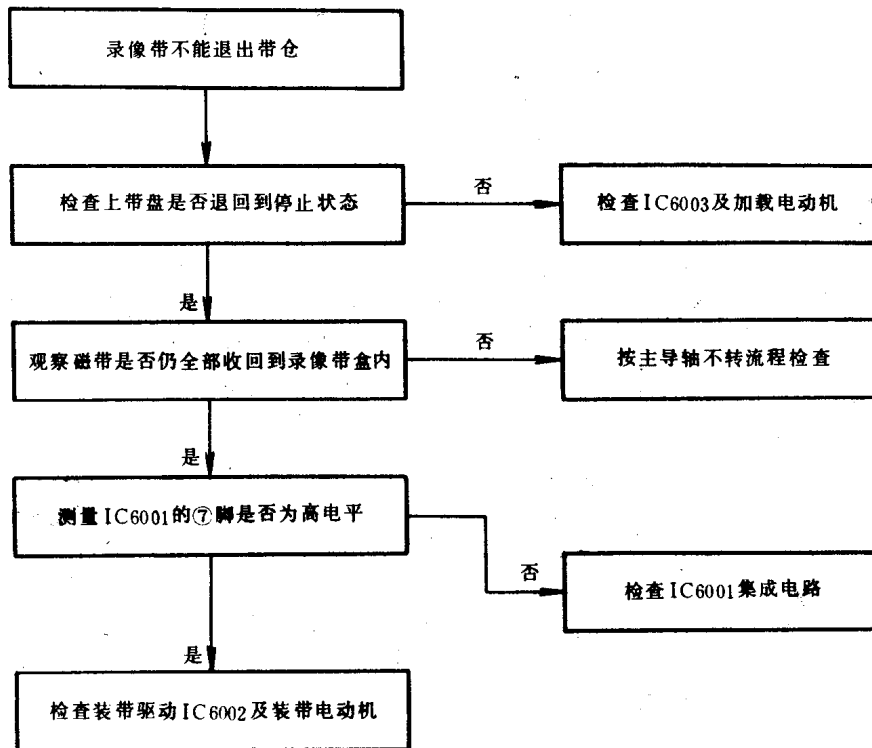 录像带不能退出带仓
检查上带盘是否退回到停止状态
否
检查IC6003及加载电动机
是
观察磁带是否仍全部收回到录像带盒内
否
按主导轴不转流程检查
是
测量IC6001的⑦脚是否为高电平
否
检查IC6001集成电路
是
检查装带驱动IC6002及装带电动机